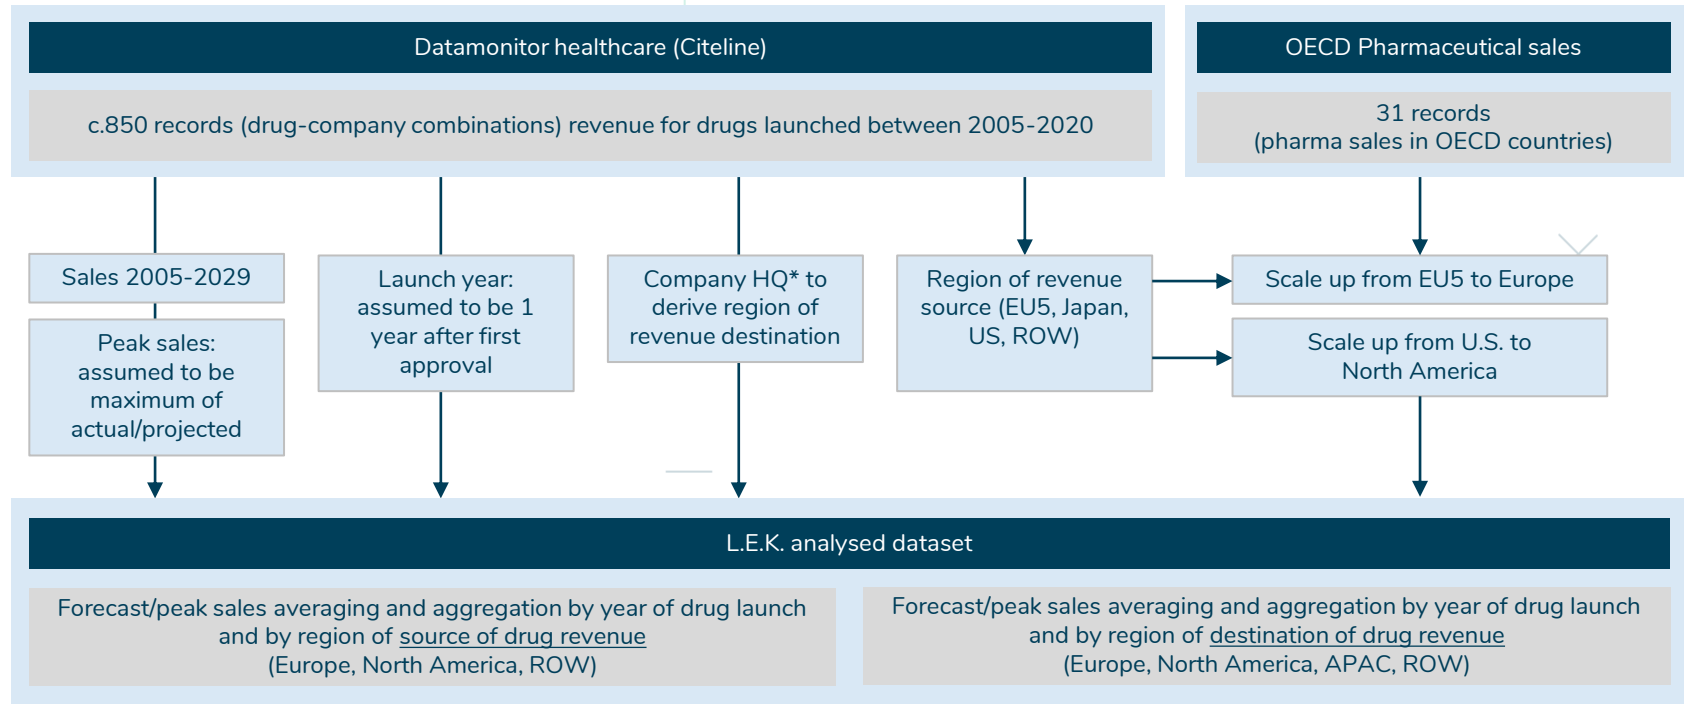 Datamonitor healthcare (Citeline)
c.850 records (drug-company combinations) revenue for drugs launched between 2005-2020
OECD Pharmaceutical sales
31 records
(pharma sales in OECD countries)
Sales 2005-2029
Peak sales:
assumed to be
maximum of
actual/projected
Launch year:
assumed to be 1
year after first
approval
Company HQ* to
derive region of
revenue destination
Region of revenue
source (EU5, Japan,
US, ROW)
Scale up from EU5 to Europe
Scale up from U.S. to
North America
L.E.K. analysed dataset
Forecast/peak sales averaging and aggregation by year of drug launch
and by region of source of drug revenue
(Europe, North America, ROW)
Forecast/peak sales averaging and aggregation by year of drug launch
and by region of destination of drug revenue
(Europe, North America, APAC, ROW)